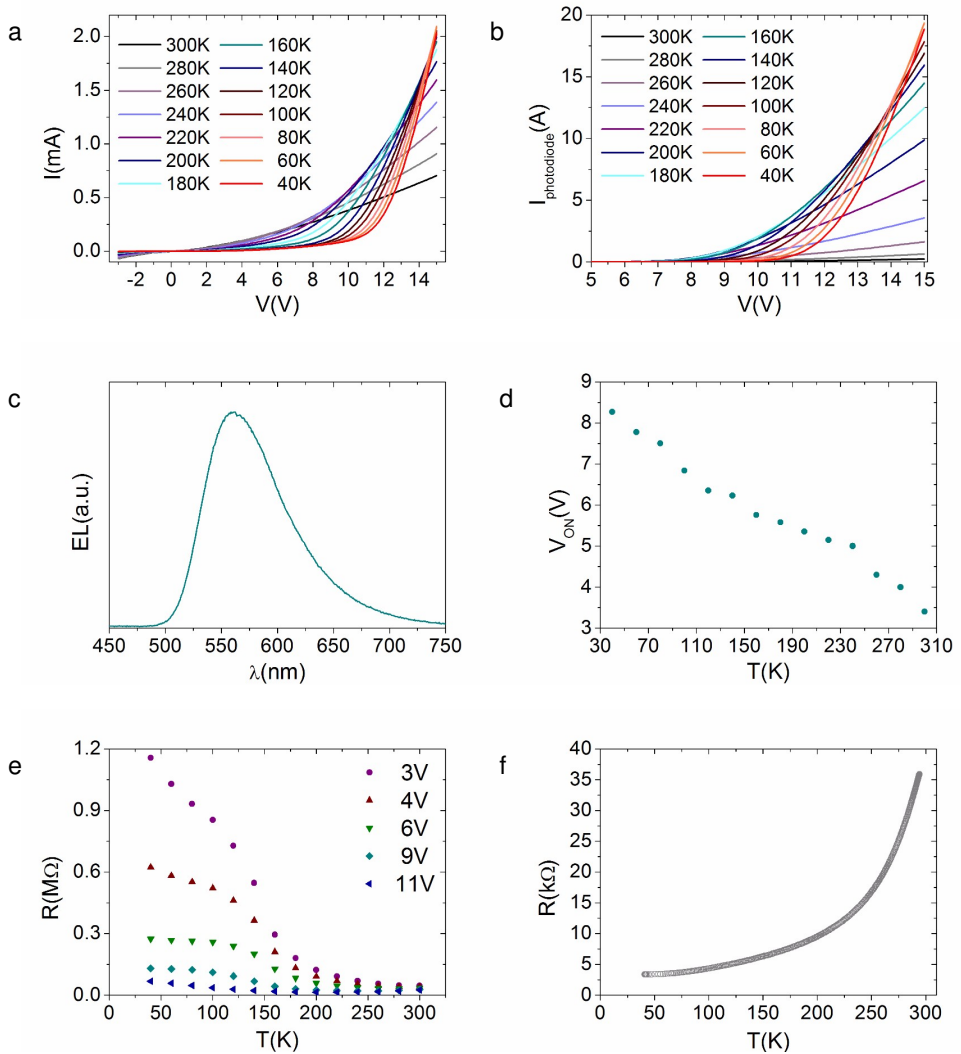 a
I(mA)
2.0
1.5
1.0
0.5
0.0
300K 160K
280K 140K
260K 120K
240K 100K
220K 80K
200K 60K
180K 40K
-2 0 2 4 6 8 10 12 14
V(V)
b
Iphotodiode(A)
20
15
10
5
0
300K 160K
280K 140K
260K 120K
240K 100K
220K 80K
200K 60K
180K 40K
5 6 7 8 9 10 11 12 13 14 15
V(V)
c
EL(a.u.)
450 500 550 600 650 700 750
λ(nm)
d
VON(V)
9
8
7
6
5
4
3
30 70 110 150 190 230 270 310
T(K)
e
R(MΩ)
1.2
0.9
0.6
0.3
0.0
3V
4V
6V
9V
11V
0 50 100 150 200 250 300
T(K)
f
R(kΩ)
40
35
30
25
20
15
10
5
0
0 50 100 150 200 250 300
T(K)